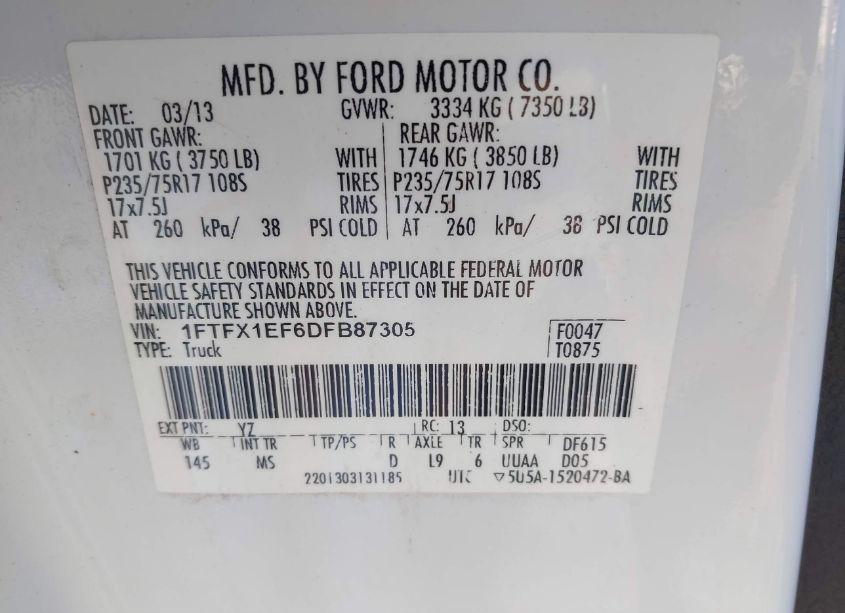 MFD. BY FORD MOTOR CO.
DATE: 03/13 GVWR: 3334 KG ( 7350 LB)
FRONT GAWR: REAR GAWR:
1701 KG ( 3750 LB) WITH 1746 KG ( 3850 LB) WITH
P235/75R17 108S TIRES P235/75R17 108S TIRES
17x7.5J RIMS 17x7.5J RIMS
AT 260 kPa/ 38 PSI COLD AT 260 kPa/ 38 PSI COLD
THIS VEHICLE CONFORMS TO ALL APPLICABLE FEDERAL MOTOR
VEHICLE SAFETY STANDARDS IN EFFECT ON THE DATE OF
MANUFACTURE SHOWN ABOVE.
VIN: 1FTFX1EF6DFB87305 F0047
TYPE: Truck T0875
EXT PNT: YZ RC: 13 DSO:
WB INT TR TP/PS R AXLE TR SPR DF615
145 MS D L9 6 UUAA D05
2201303131185 UTC ▽5U5A-1520472-BA